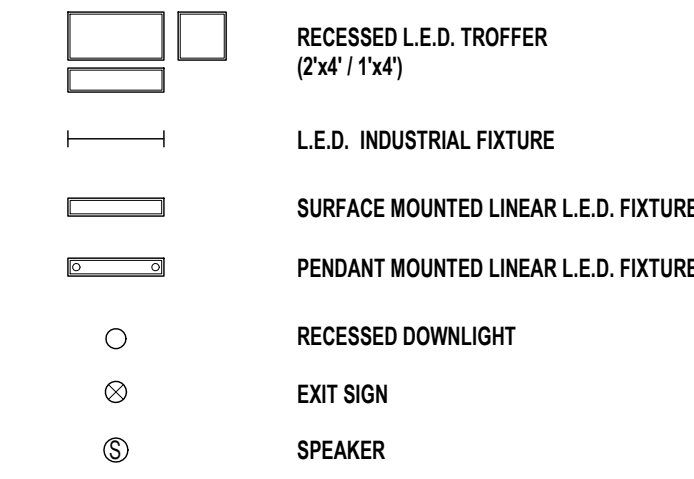 RECESSED L.E.D. TROFFER
(2'x4' / 1'x4')
L.E.D. INDUSTRIAL FIXTURE
SURFACE MOUNTED LINEAR L.E.D. FIXTURE
PENDANT MOUNTED LINEAR L.E.D. FIXTURE
RECESSED DOWNLIGHT
EXIT SIGN
S SPEAKER